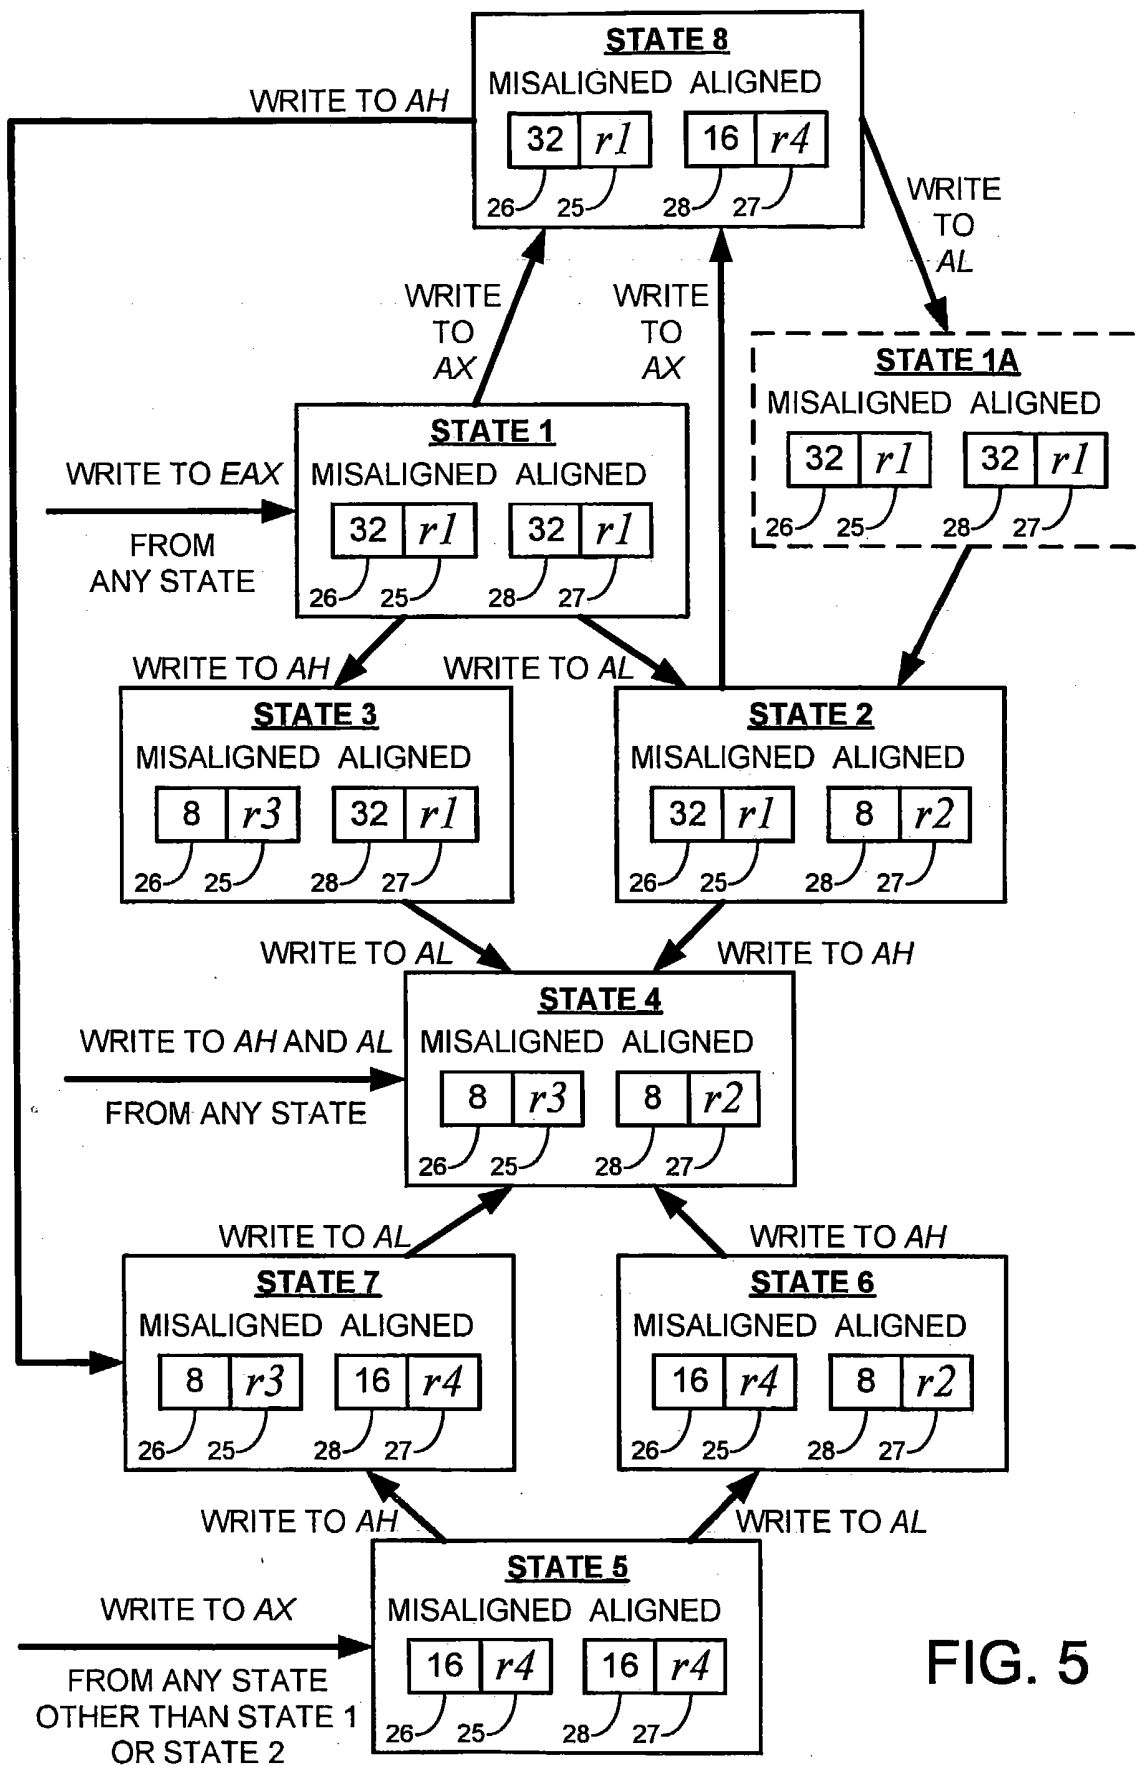 STATE 8
MISALIGNED ALIGNED
32 r1 16 r4
26 25 28 27
WRITE TO AH
WRITE
TO
AL
WRITE
TO
AX
WRITE
TO
AX
STATE 1A
MISALIGNED ALIGNED
32 r1 32 r1
26 25 28 27
STATE 1
MISALIGNED ALIGNED
32 r1 32 r1
26 25 28 27
WRITE TO EAX
FROM
ANY STATE
WRITE TO AH
WRITE TO AL
STATE 3
MISALIGNED ALIGNED
8 r3 32 r1
26 25 28 27
STATE 2
MISALIGNED ALIGNED
32 r1 8 r2
26 25 28 27
WRITE TO AL
WRITE TO AH
STATE 4
MISALIGNED ALIGNED
8 r3 8 r2
26 25 28 27
WRITE TO AH AND AL
FROM ANY STATE
WRITE TO AL
WRITE TO AH
STATE 7
MISALIGNED ALIGNED
8 r3 16 r4
26 25 28 27
STATE 6
MISALIGNED ALIGNED
16 r4 8 r2
26 25 28 27
WRITE TO AH
WRITE TO AL
STATE 5
MISALIGNED ALIGNED
16 r4 16 r4
26 25 28 27
WRITE TO AX
FROM ANY STATE
OTHER THAN STATE 1
OR STATE 2
FIG. 5